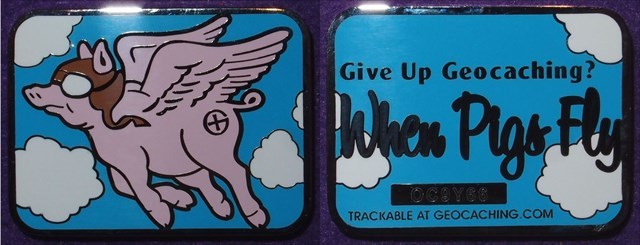 Give Up Geocaching?
When Pigs Fly
TRACKABLE AT GEOCACHING.COM